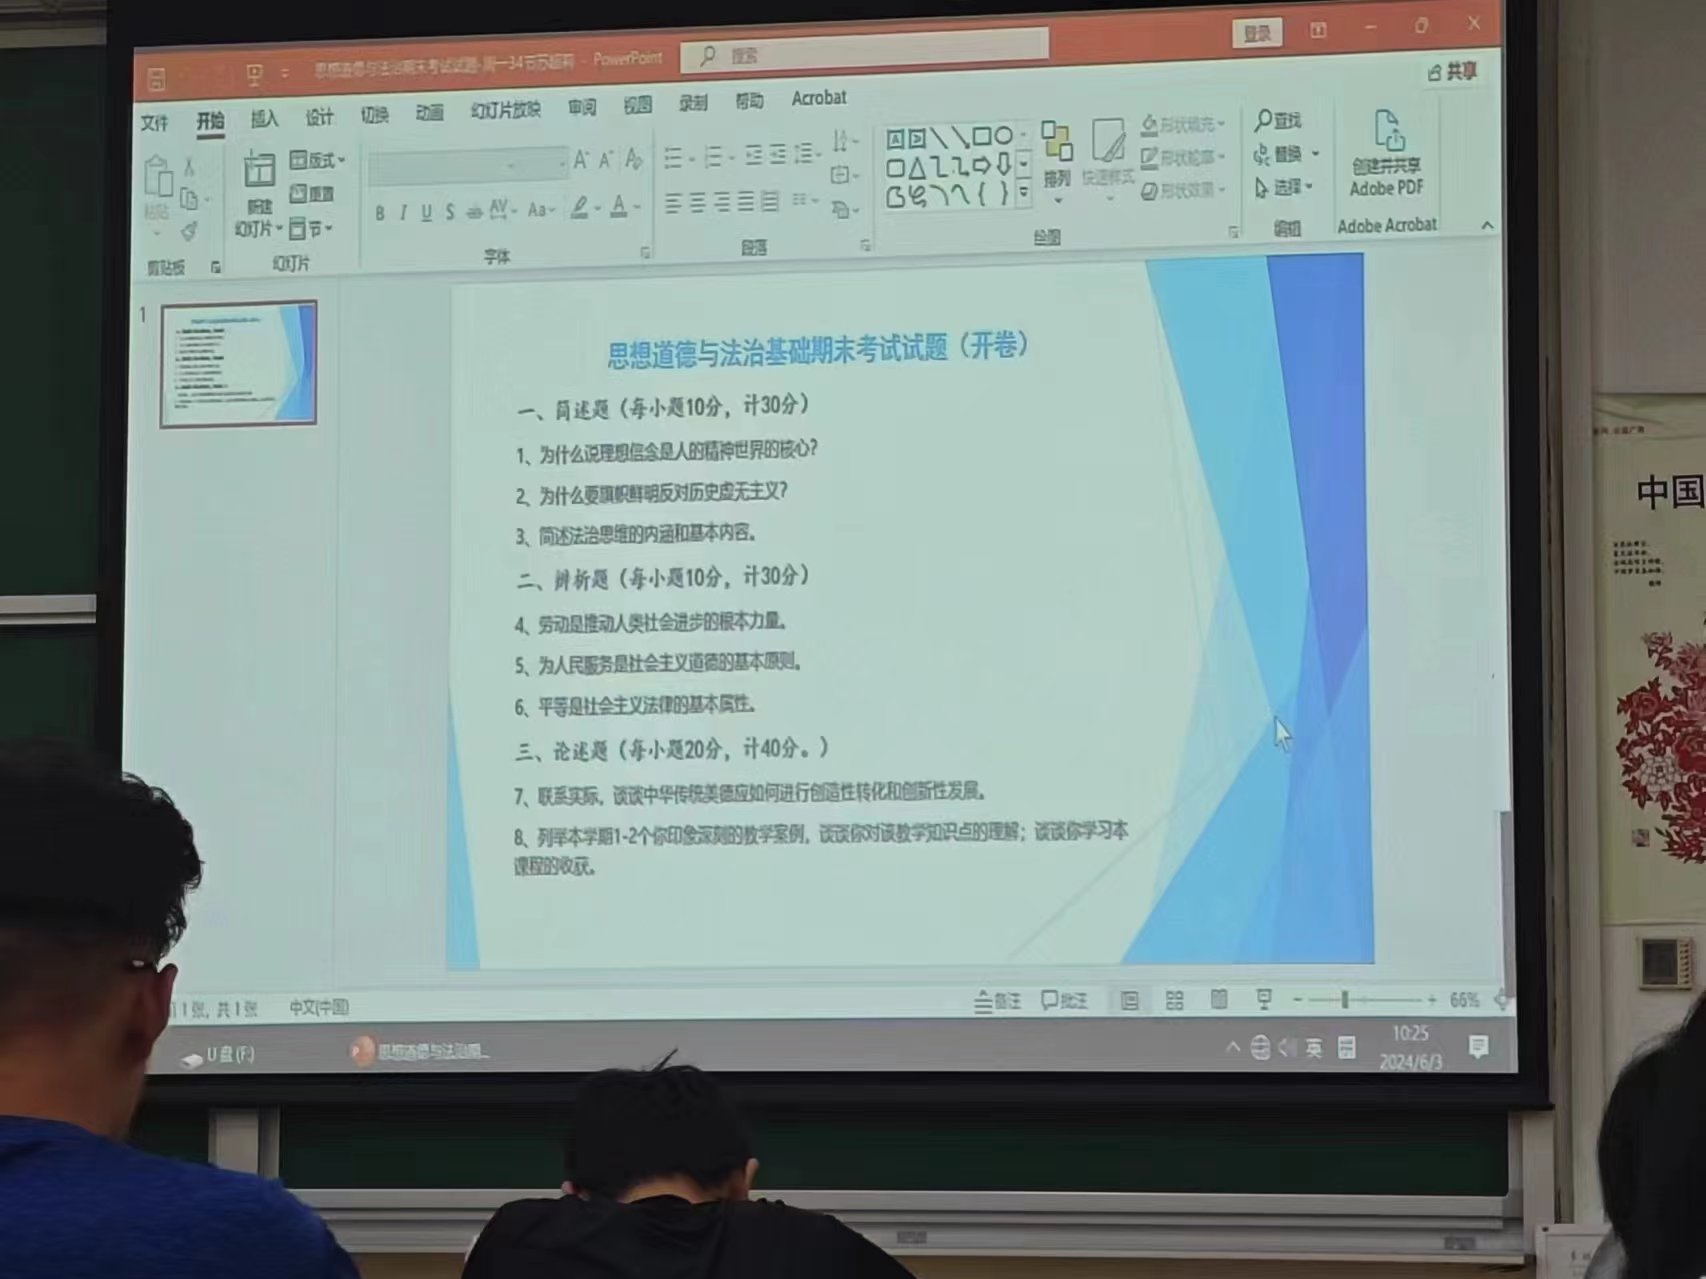 思想道德与法治期末考试试题-周一34节苏超莉 - PowerPoint
搜索
登录
共享
文件 开始 插入 设计 切换 动画 幻灯片放映 审阅 视图 录制 帮助 Acrobat
粘贴
剪贴板
新建
幻灯片
版式
重置
节
幻灯片
B I U S ab AV Aa A
字体
段落
排列
快速样式
形状填充
形状轮廓
形状效果
绘图
查找
替换
选择
编辑
创建并共享
Adobe PDF
Adobe Acrobat
1
思想道德与法治基础期末考试试题（开卷）
一、简述题（每小题10分，计30分）
1、为什么说理想信念是人的精神世界的核心？
2、为什么要旗帜鲜明反对历史虚无主义？
3、简述法治思维的内涵和基本内容。
二、辨析题（每小题10分，计30分）
4、劳动是推动人类社会进步的根本力量。
5、为人民服务是社会主义道德的基本原则。
6、平等是社会主义法律的基本属性。
三、论述题（每小题20分，计40分。）
7、联系实际，谈谈中华传统美德应如何进行创造性转化和创新性发展。
8、列举本学期1-2个你印象深刻的教学案例，谈谈你对该教学知识点的理解；谈谈你学习本
课程的收获。
1张，共1张 中文(中国)
备注 批注 66%
U盘(F:) 思想道德与法治期...
英
10:25
2024/6/3
中国